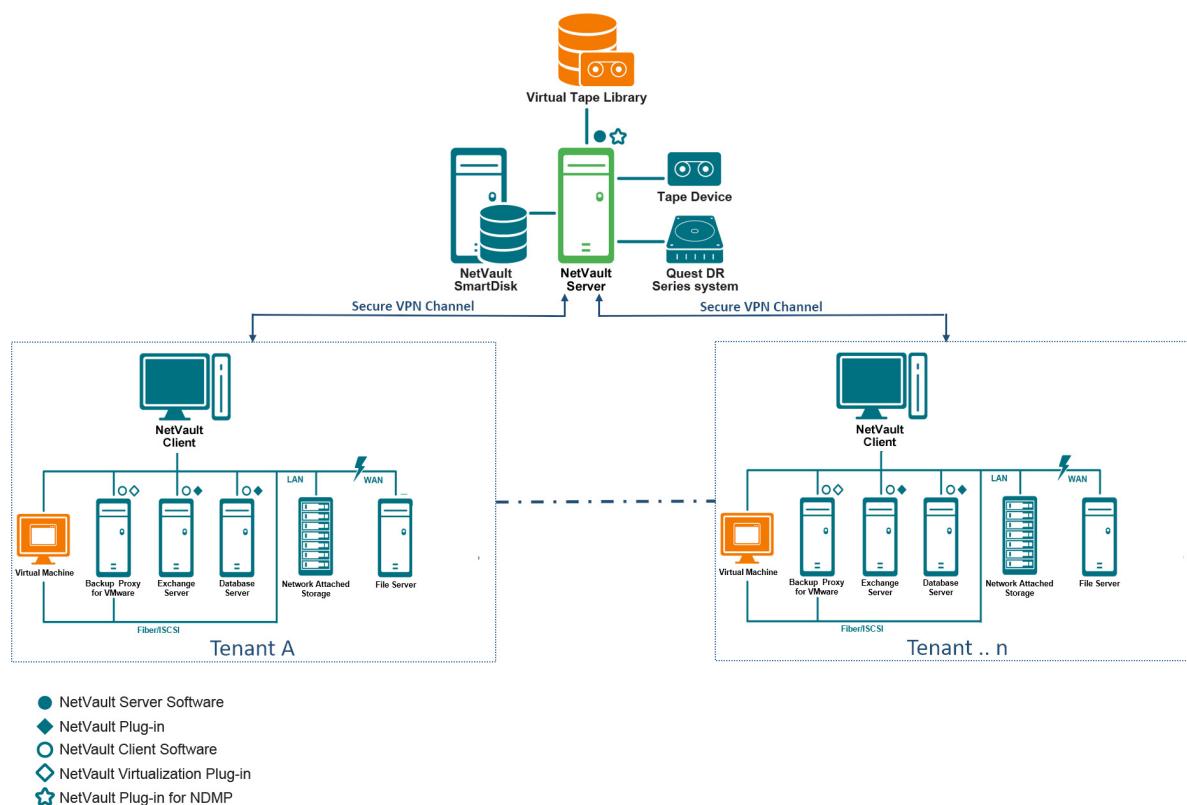 Virtual Tape Library
Tape Device
NetVault
SmartDisk
NetVault
Server
Quest DR
Series system
Secure VPN Channel
Secure VPN Channel
NetVault
Client
LAN
WAN
Virtual Machine
Backup Proxy
for VMware
Exchange
Server
Database
Server
Network Attached
Storage
File Server
Fiber/ISCSI
Tenant A
NetVault
Client
LAN
WAN
Virtual Machine
Backup Proxy
for VMware
Exchange
Server
Database
Server
Network Attached
Storage
File Server
Fiber/ISCSI
Tenant .. n
NetVault Server Software
NetVault Plug-in
NetVault Client Software
NetVault Virtualization Plug-in
NetVault Plug-in for NDMP